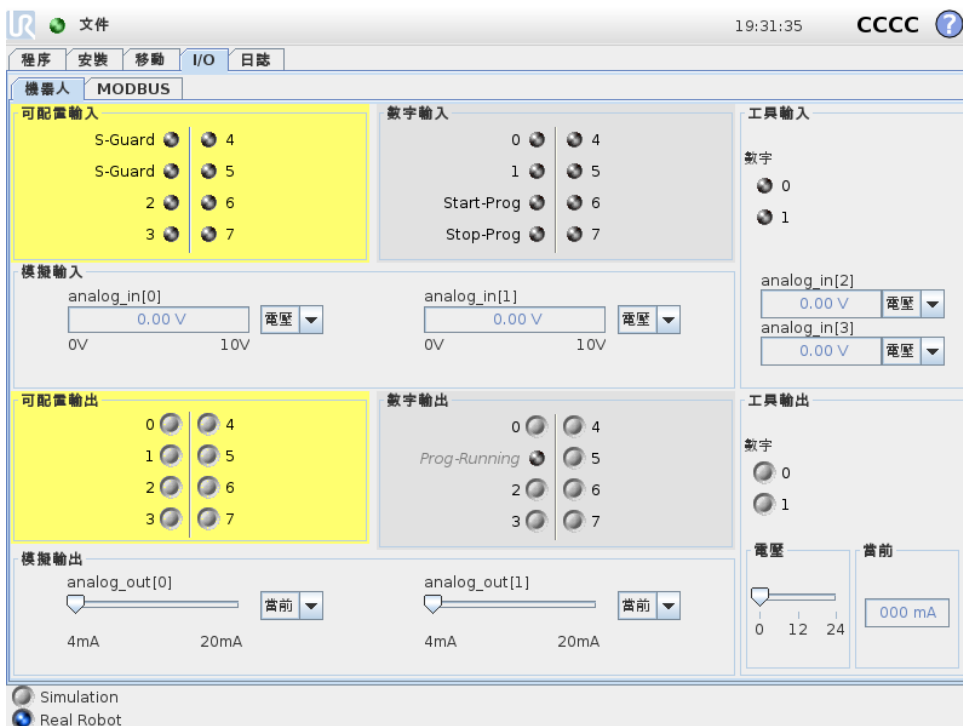 UR 文件 19:31:35 CCCC ?
程序 安裝 移動 I/O 日誌
機器人 MODBUS
可配置輸入
S-Guard 4
S-Guard 5
2 6
3 7
數字輸入
0 4
1 5
Start-Prog 6
Stop-Prog 7
工具輸入
數字
0
1
analog_in[2]
0.00 V 電壓
analog_in[3]
0.00 V 電壓
模擬輸入
analog_in[0]
0.00 V 電壓
0V 10V
analog_in[1]
0.00 V 電壓
0V 10V
可配置輸出
0 4
1 5
2 6
3 7
數字輸出
0 4
Prog-Running 5
2 6
3 7
工具輸出
數字
0
1
電壓
0 12 24
當前
000 mA
模擬輸出
analog_out[0]
當前
4mA 20mA
analog_out[1]
當前
4mA 20mA
Simulation
Real Robot